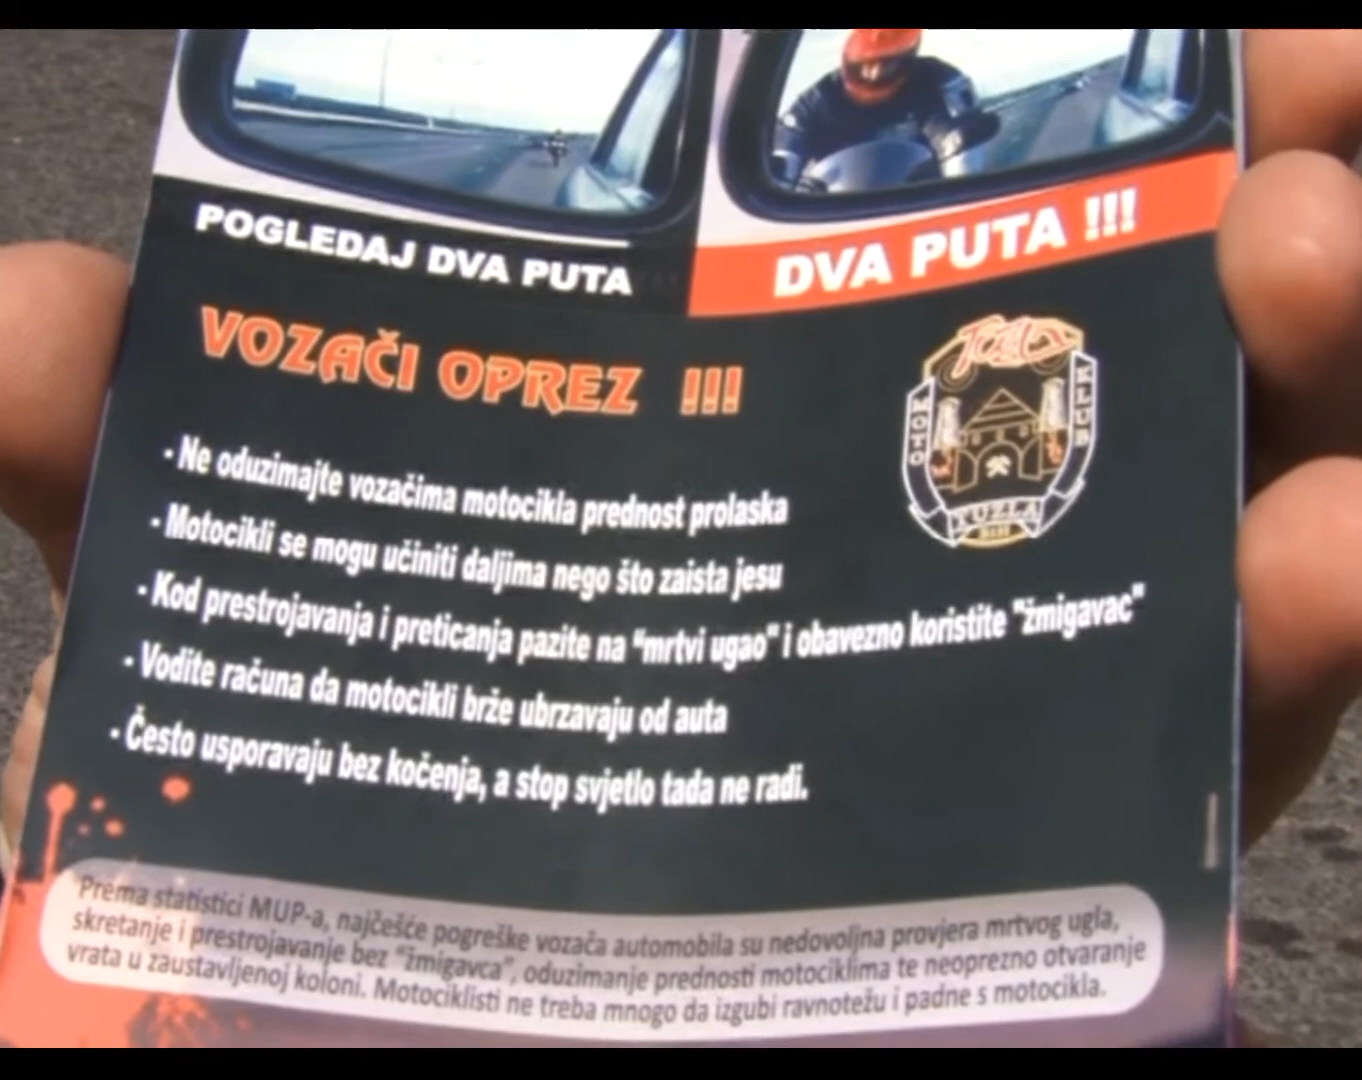 POGLEDAJ DVA PUTA
DVA PUTA !!!
VOZAČI OPREZ !!!
MOTO
KLUB
TUZLA
BIH
- Ne oduzimajte vozačima motocikla prednost prolaska
- Motocikli se mogu učiniti daljima nego što zaista jesu
- Kod prestrojavanja i preticanja pazite na "mrtvi ugao" i obavezno koristite "žmigavac"
- Vodite računa da motocikli brže ubrzavaju od auta
- Često usporavaju bez kočenja, a stop svjetlo tada ne radi.
Prema statistici MUP-a, najčešće pogreške vozača automobila su nedovoljna provjera mrtvog ugla,
skretanje i prestrojavanje bez "žmigavca", oduzimanje prednosti motociklima te neoprezno otvaranje
vrata u zaustavljenoj koloni. Motociklisti ne treba mnogo da izgubi ravnotežu i padne s motocikla.